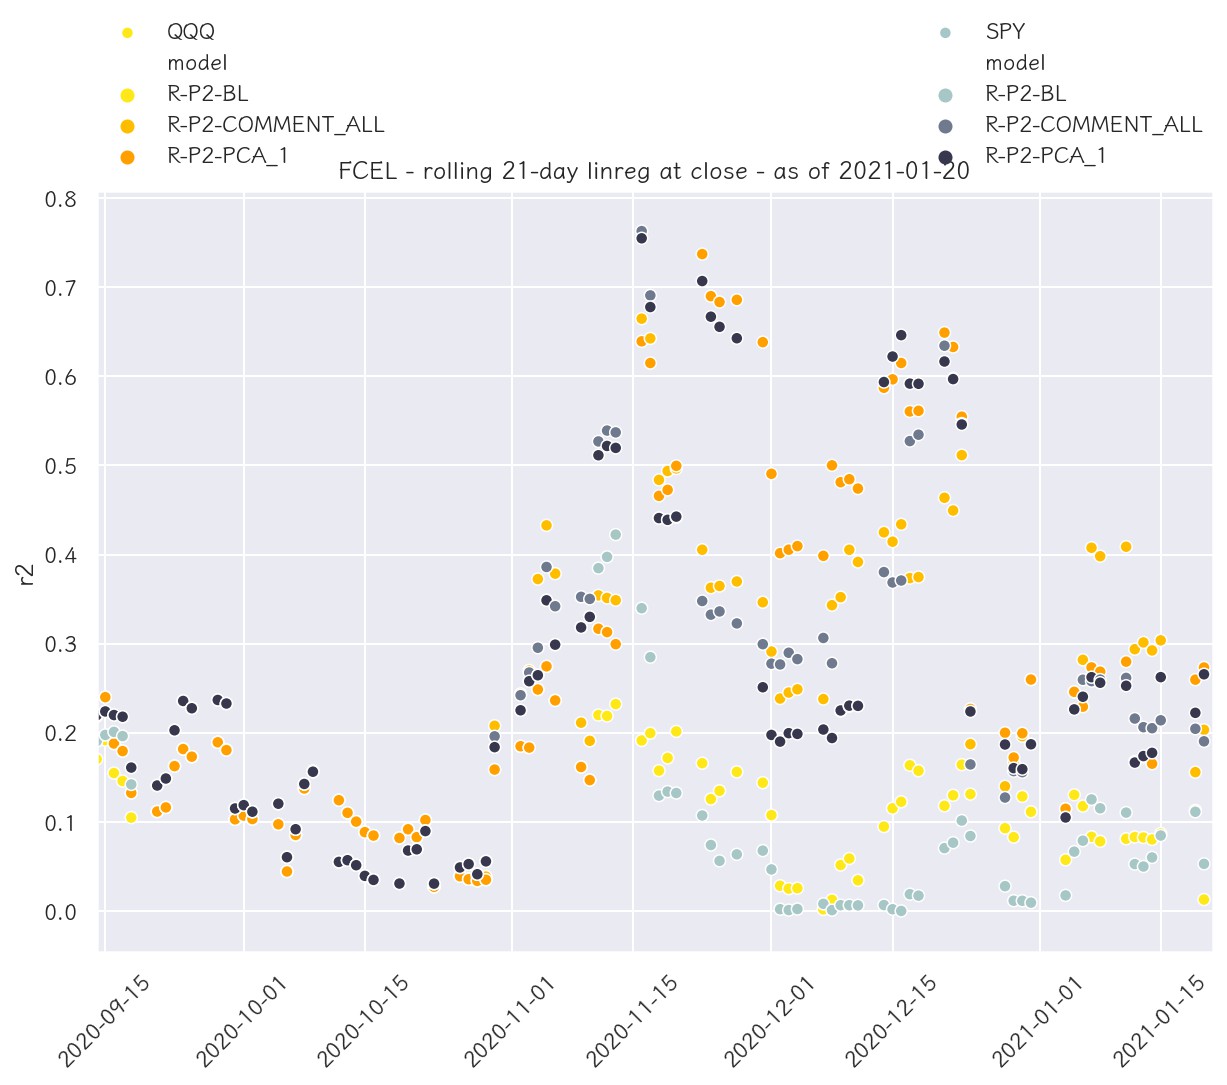 QQQ
model
R-P2-BL
R-P2-COMMENT_ALL
R-P2-PCA_1
SPY
model
R-P2-BL
R-P2-COMMENT_ALL
R-P2-PCA_1
FCEL - rolling 21-day linreg at close - as of 2021-01-20
0.8
0.7
0.6
0.5
0.4
0.3
0.2
0.1
0.0
r2
2020-09-15
2020-10-01
2020-10-15
2020-11-01
2020-11-15
2020-12-01
2020-12-15
2021-01-01
2021-01-15